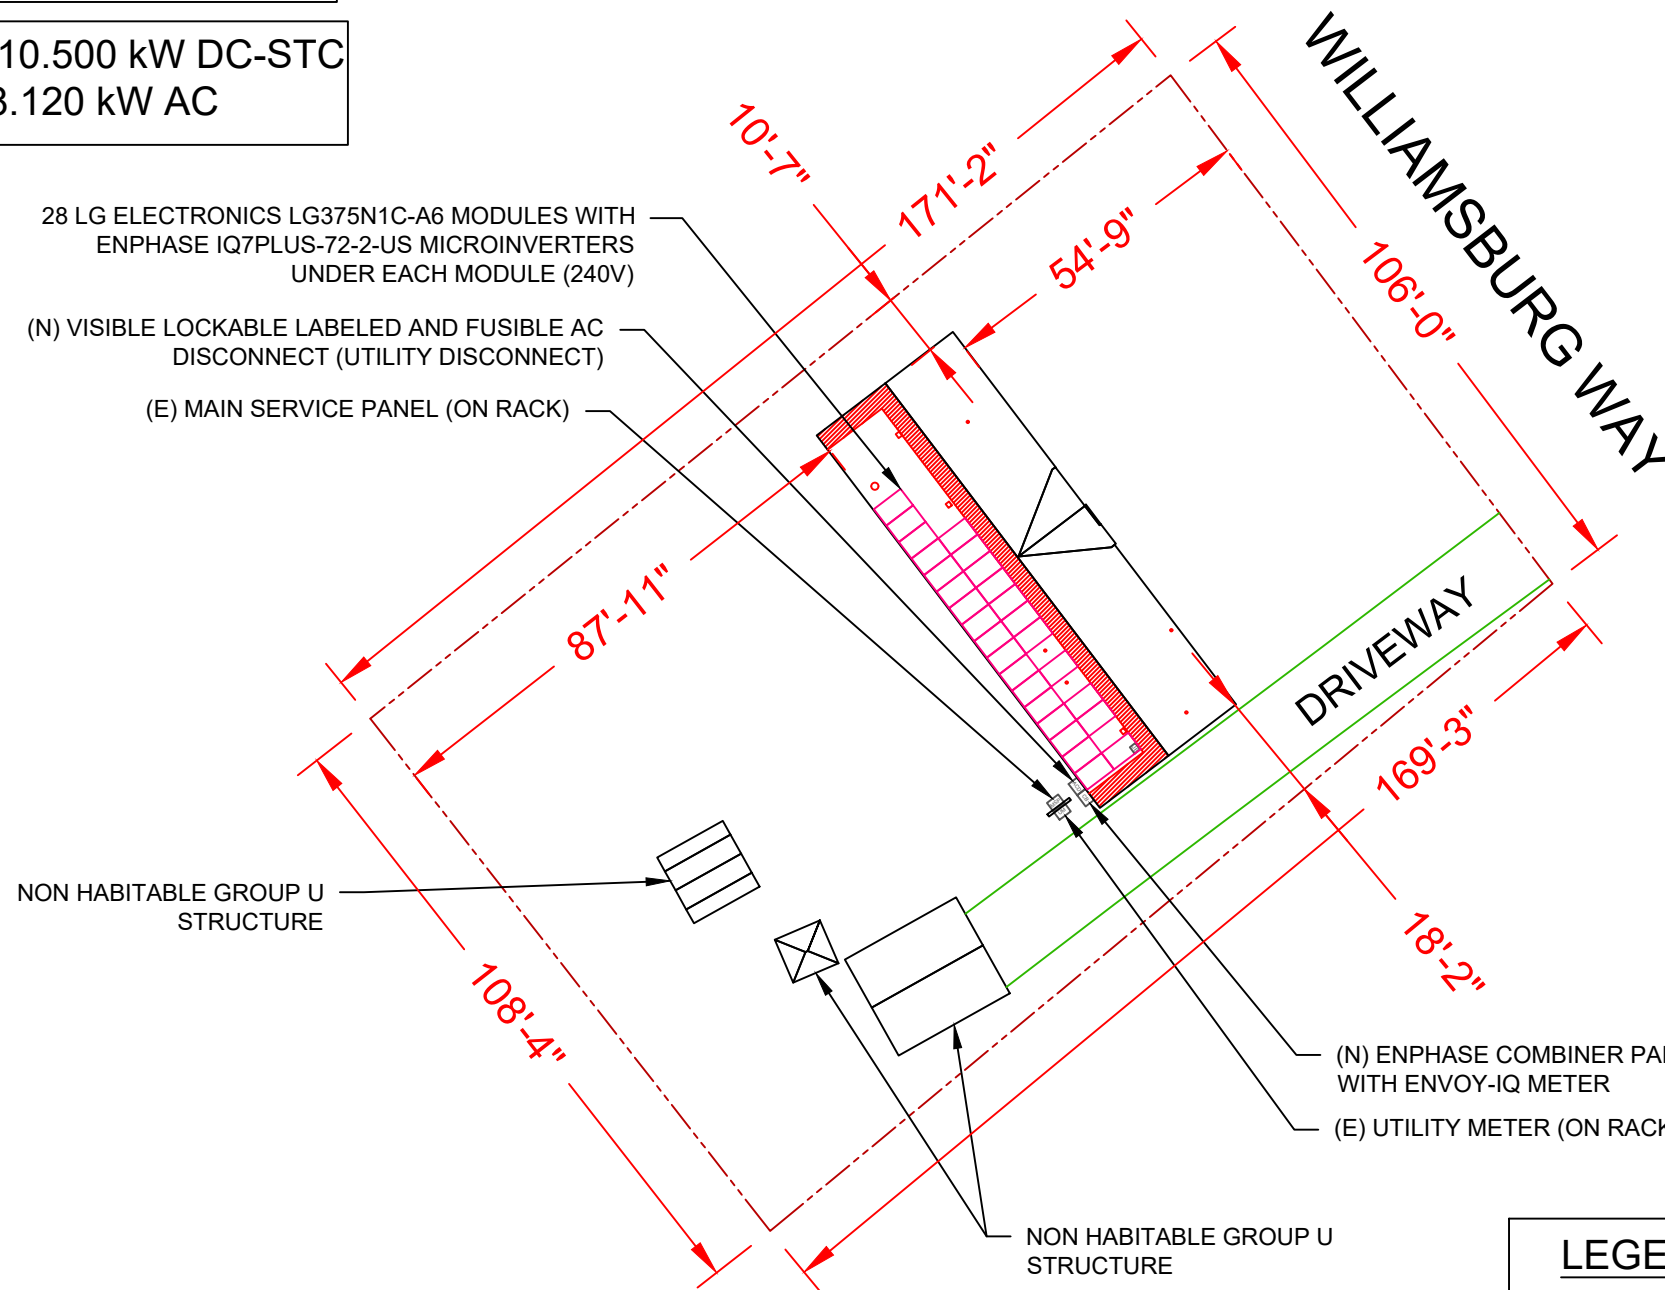 10.500 kW DC-STC
.120 kW AC
WILLIAMSBURG WAY
10'-7"
171'-2"
54'-9"
106'-0"
28 LG ELECTRONICS LG375N1C-A6 MODULES WITH
ENPHASE IQ7PLUS-72-2-US MICROINVERTERS
UNDER EACH MODULE (240V)
(N) VISIBLE LOCKABLE LABELED AND FUSIBLE AC
DISCONNECT (UTILITY DISCONNECT)
(E) MAIN SERVICE PANEL (ON RACK)
87'-11"
DRIVEWAY
169'-3"
NON HABITABLE GROUP U
STRUCTURE
18'-2"
108'-4"
(N) ENPHASE COMBINER
WITH ENVOY-IQ METER
(E) UTILITY METER (ON RACK
NON HABITABLE GROUP U
STRUCTURE
LEGE